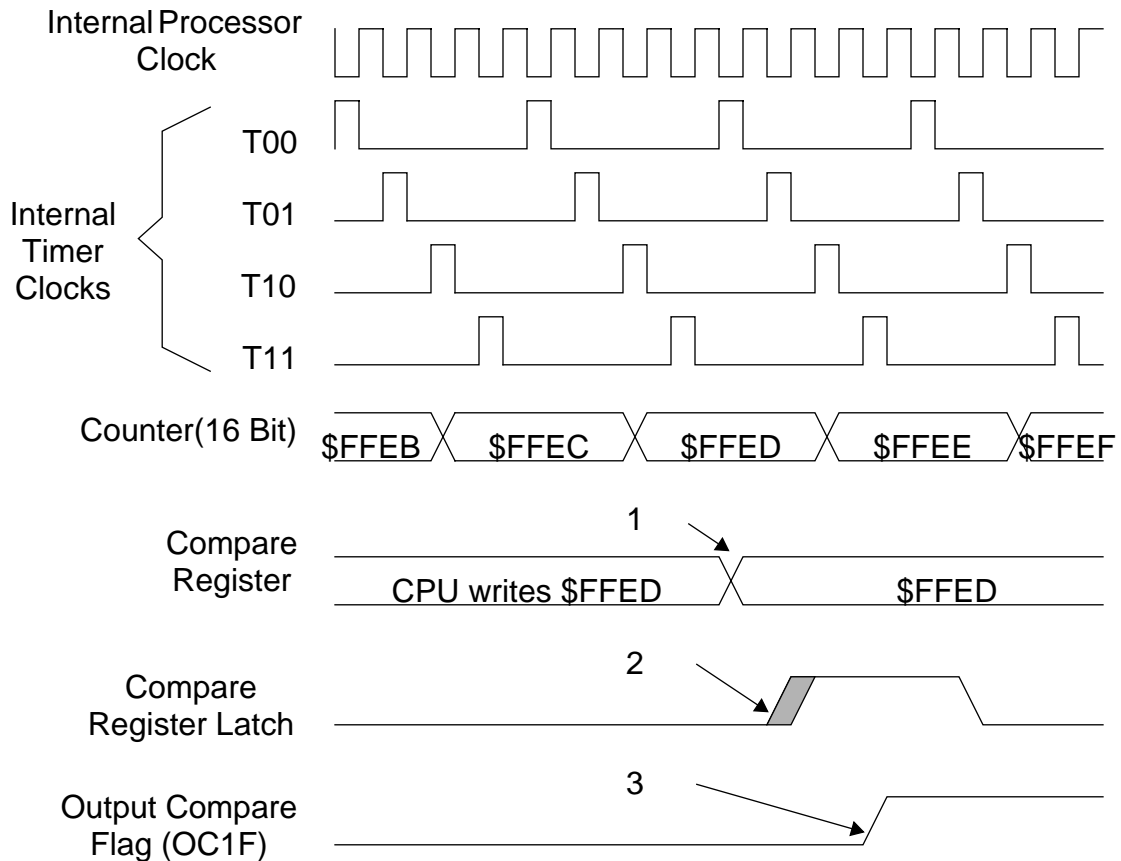 Internal Processor
Clock
T00
T01
Internal
Timer
Clocks
T10
T11
Counter(16 Bit)
$FFEB
$FFEC
$FFED
$FFEE
$FFEF
1
Compare
Register
CPU writes $FFED
$FFED
2
Compare
Register Latch
3
Output Compare
Flag (OC1F)